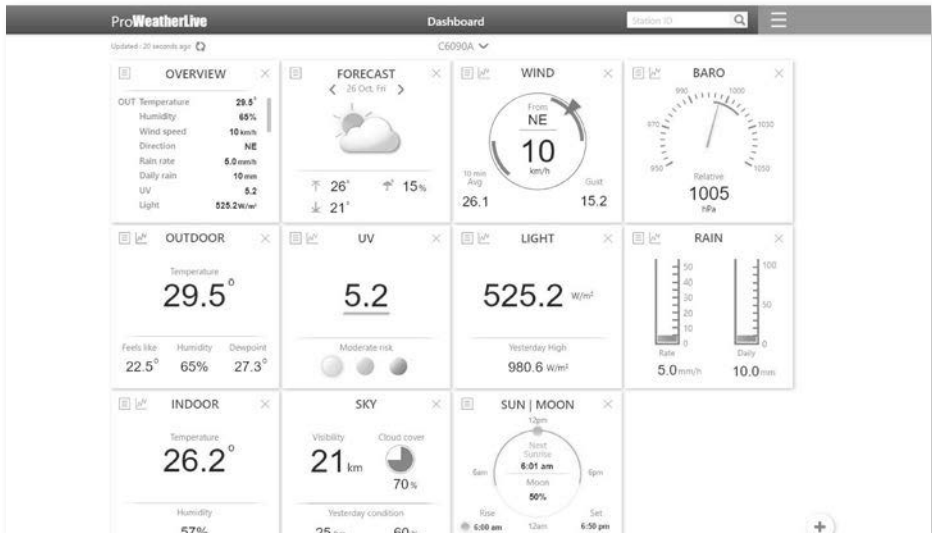 ProWeatherLive
Dashboard
Station ID
Updated : 20 seconds ago
C6090A
OVERVIEW
OUT Temperature 29.5°
Humidity 65%
Wind speed 10 km/h
Direction NE
Rain rate 5.0 mm/h
Daily rain 10 mm
UV 5.2
Light 525.2 W/m²
FORECAST
26 Oct, Fri
26° 15%
21°
WIND
From
NE
10
km/h
10 min
Avg
26.1
Gust
15.2
BARO
990 1000
970 1030
950 1050
Relative
1005
hPa
OUTDOOR
Temperature
29.5°
Feels like Humidity Dewpoint
22.5° 65% 27.3°
UV
5.2
Moderate risk
LIGHT
525.2 W/m²
Yesterday High
980.6 W/m²
RAIN
50 100
40
30 50
20
10
0 0
Rate Daily
5.0 mm/h 10.0 mm
INDOOR
Temperature
26.2°
Humidity
57%
SKY
Visibility Cloud cover
21 km
70%
Yesterday condition
25 60
SUN | MOON
12pm
Next
Sunrise
6:01 am
6am 6pm
Moon
50%
Rise Set
6:00 am 12am 6:50 pm
+